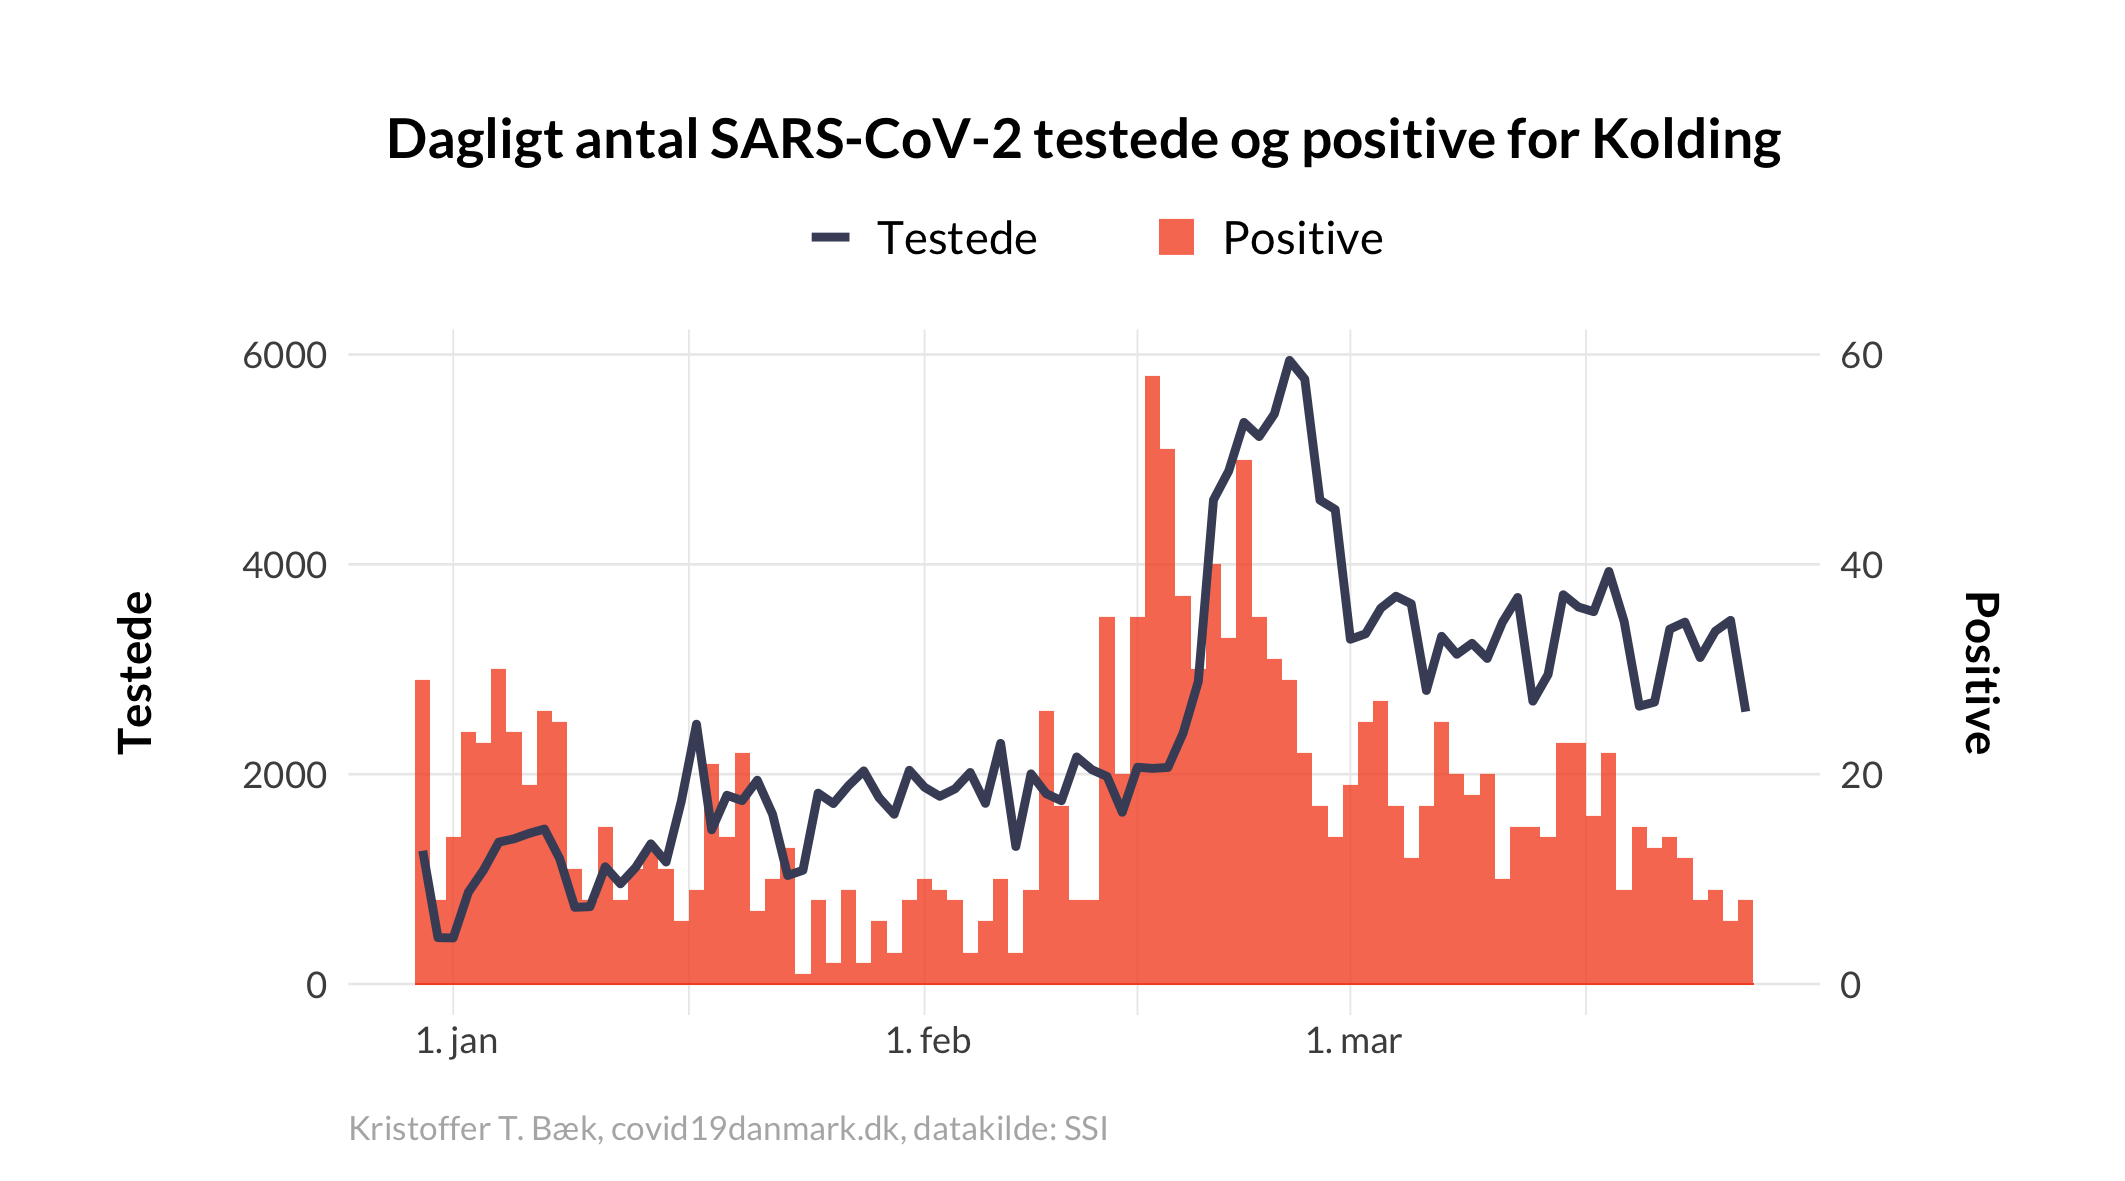 Dagligt antal SARS-CoV-2 testede og positive for Kolding
Testede
Positive
6000
4000
2000
0
Testede
60
40
20
0
Positive
1. jan
1. feb
1. mar
Kristoffer T. Bæk, covid19danmark.dk, datakilde: SSI